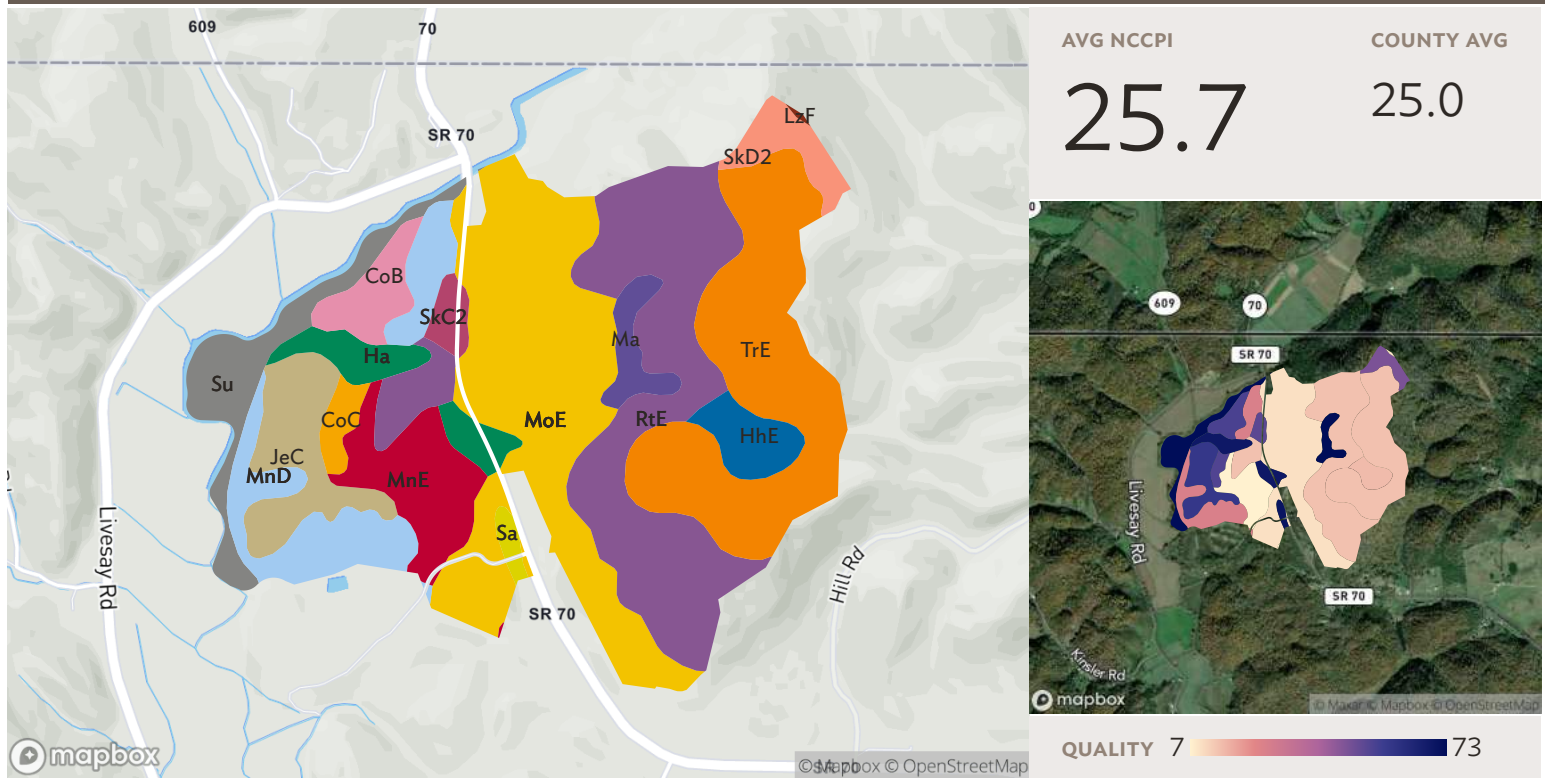 609
70
SR 70
LzF
SkD2
CoB
SkC2
Ha
Ma
TrE
Su
CoC
MoE
RtE
HhE
JeC
MnD
MnE
Sa
Livesay Rd
Hill Rd
SR 70
mapbox
© Mapbox © OpenStreetMap
AVG NCCPI
COUNTY AVG
25.7
25.0
609
70
SR 70
Livesay Rd
SR 70
Kinsler Rd
mapbox
© Maxar © Mapbox © OpenStreetMap
QUALITY 7 73